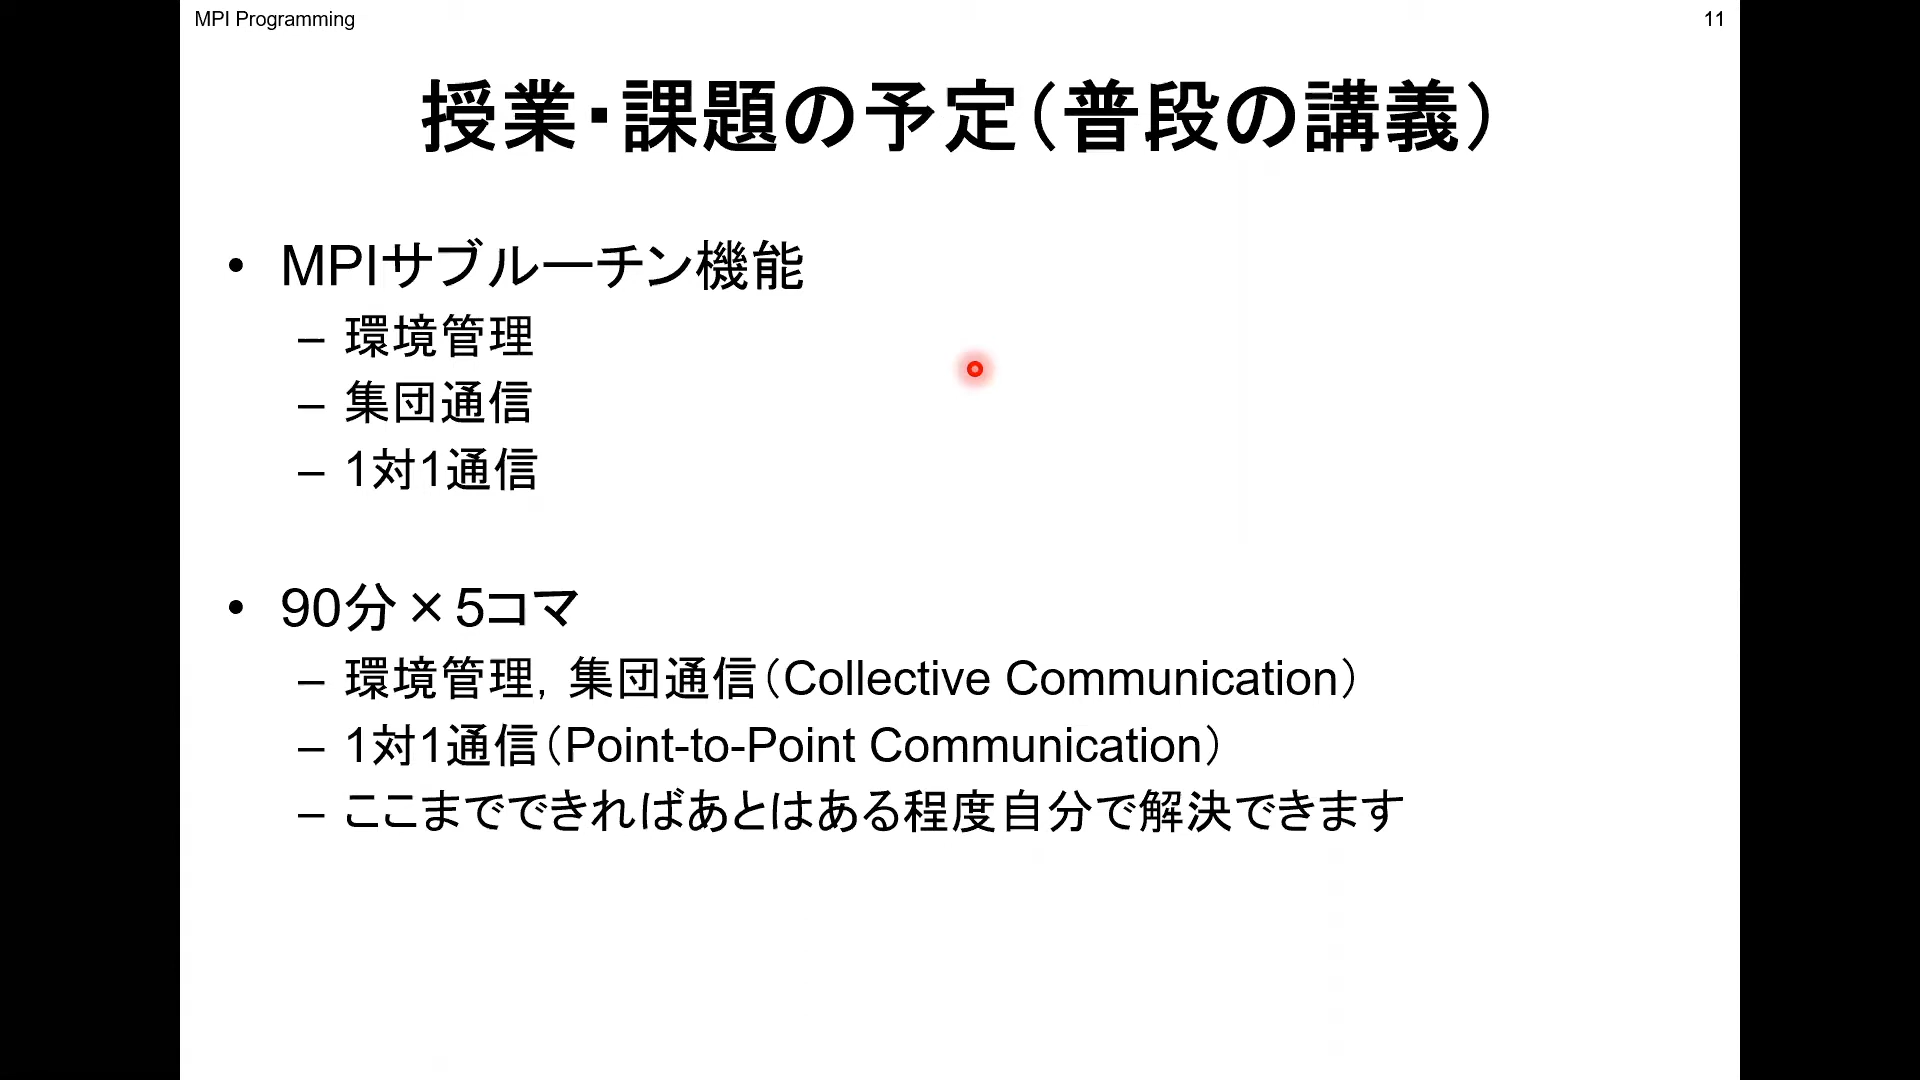 MPI Programming
11
授業・課題の予定（普段の講義）
• MPIサブルーチン機能
– 環境管理
– 集団通信
– 1対1通信
• 90分×5コマ
– 環境管理，集団通信（Collective Communication）
– 1対1通信（Point-to-Point Communication）
– ここまでできればあとはある程度自分で解決できます